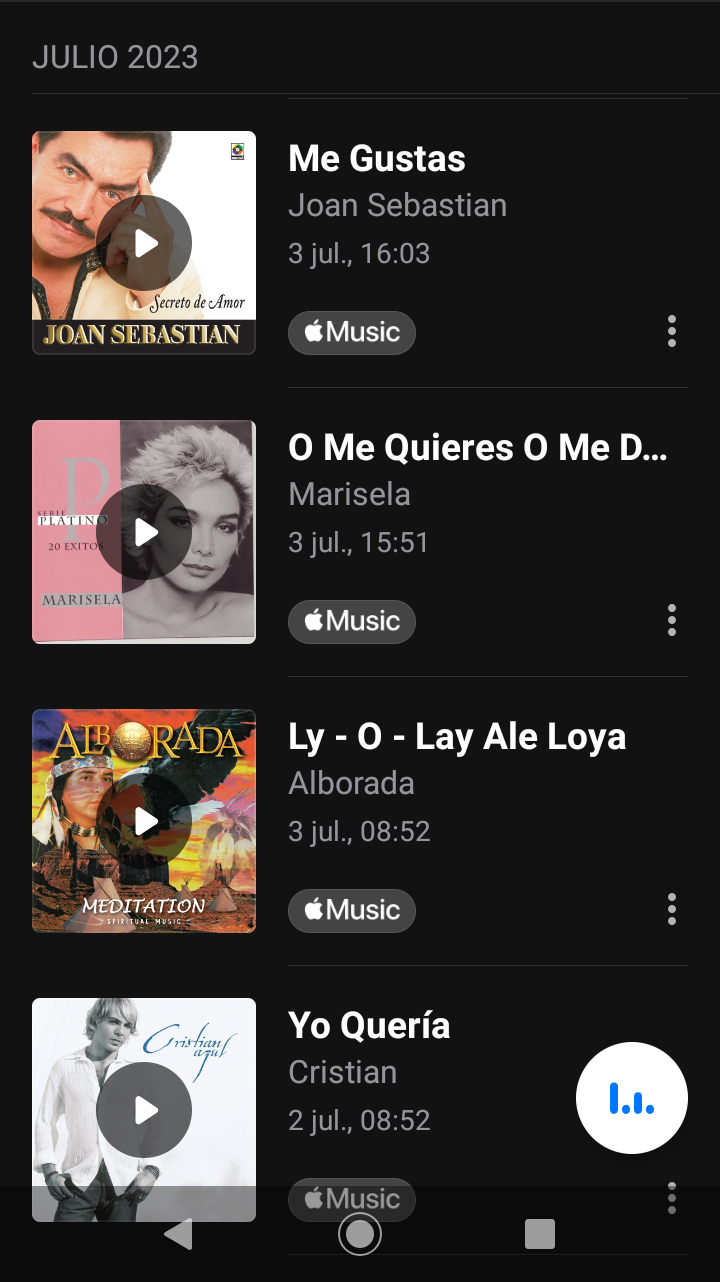 JULIO 2023
Secreto de Amor
JOAN SEBASTIAN
Me Gustas
Joan Sebastian
3 jul., 16:03
Music
P
SERIE
PLATINO
20 EXITOS
MARISELA
O Me Quieres O Me D...
Marisela
3 jul., 15:51
Music
ALBORADA
MEDITATION
SPIRITUAL MUSIC
Ly - O - Lay Ale Loya
Alborada
3 jul., 08:52
Music
Cristian
azul
Yo Quería
Cristian
2 jul., 08:52
Music